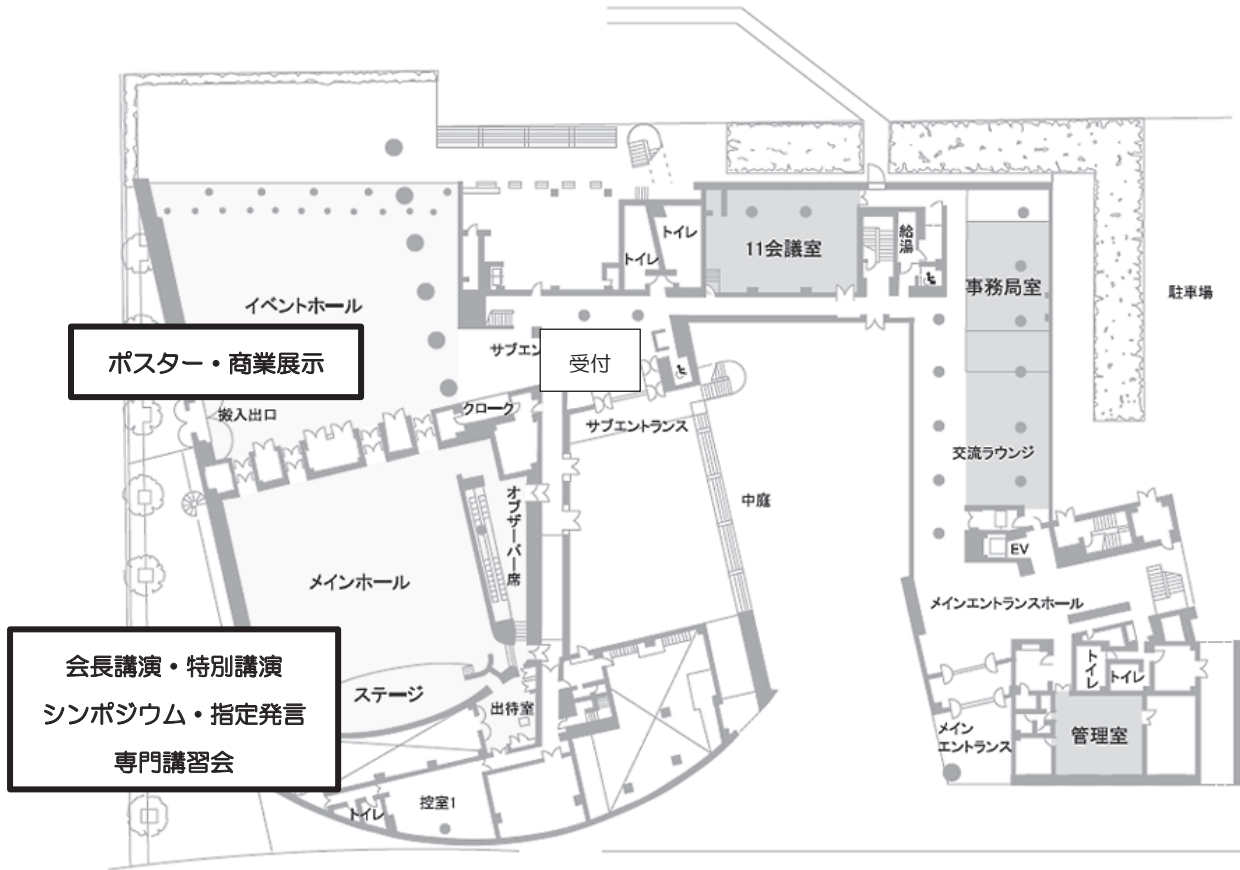 トイレ
トイレ
11会議室
給湯
事務局室
駐車場
イベントホール
ポスター・商業展示
サブエン
受付
搬入出口
クローク
サブエントランス
交流ラウンジ
オブザーバー席
中庭
EV
メインホール
メインエントランスホール
会長講演・特別講演
シンポジウム・指定発言
専門講習会
ステージ
出待室
トイレ
トイレ
メイン
エントランス
管理室
トイレ
控室1